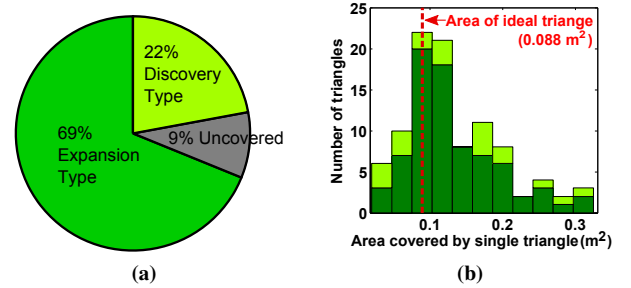 22%
Discovery
Type
9% Uncovered
69%
Expansion
Type
(a)
Area of ideal triange
(0.088 m²)
Number of triangles
25
20
15
10
5
0
0.1 0.2 0.3
Area covered by single triangle(m²)
(b)